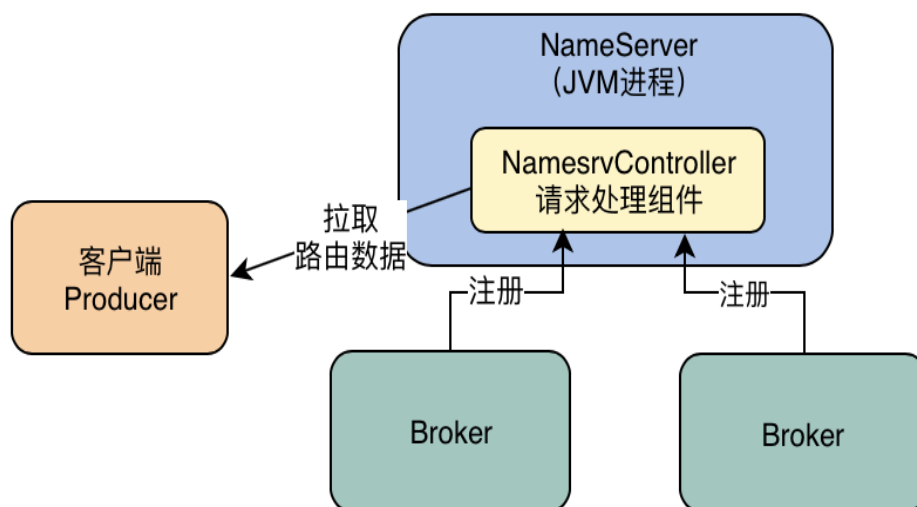 NameServer
（JVM进程）
NamesrvController
请求处理组件
拉取
路由数据
客户端
Producer
注册
注册
Broker
Broker